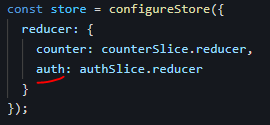 const store = configureStore({
reducer: {
counter: counterSlice.reducer,
auth: authSlice.reducer
}
});